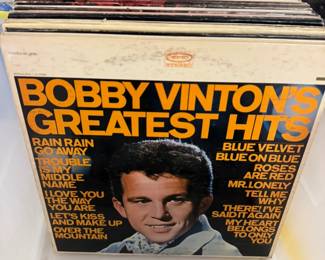 epic
STEREO
BOBBY VINTON'S
GREATEST HITS
RAIN RAIN
GO AWAY
TROUBLE
IS MY
MIDDLE
NAME
I LOVE YOU
THE WAY
YOU ARE
LET'S KISS
AND MAKE UP
OVER THE
MOUNTAIN
BLUE VELVET
BLUE ON BLUE
ROSES
ARE RED
MR. LONELY
TELL ME
WHY
THERE! I'VE
SAID IT AGAIN
MY HEART
BELONGS
TO ONLY
YOU